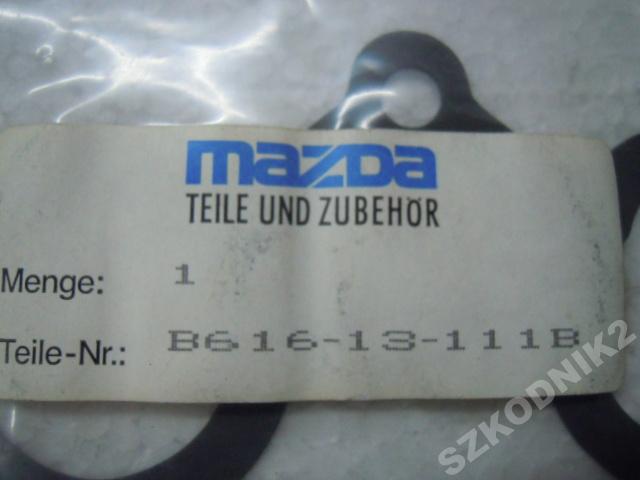 mazda
TEILE UND ZUBEHÖR
Menge: 1
Teile-Nr.: B616-13-111B
SZKODNIK2